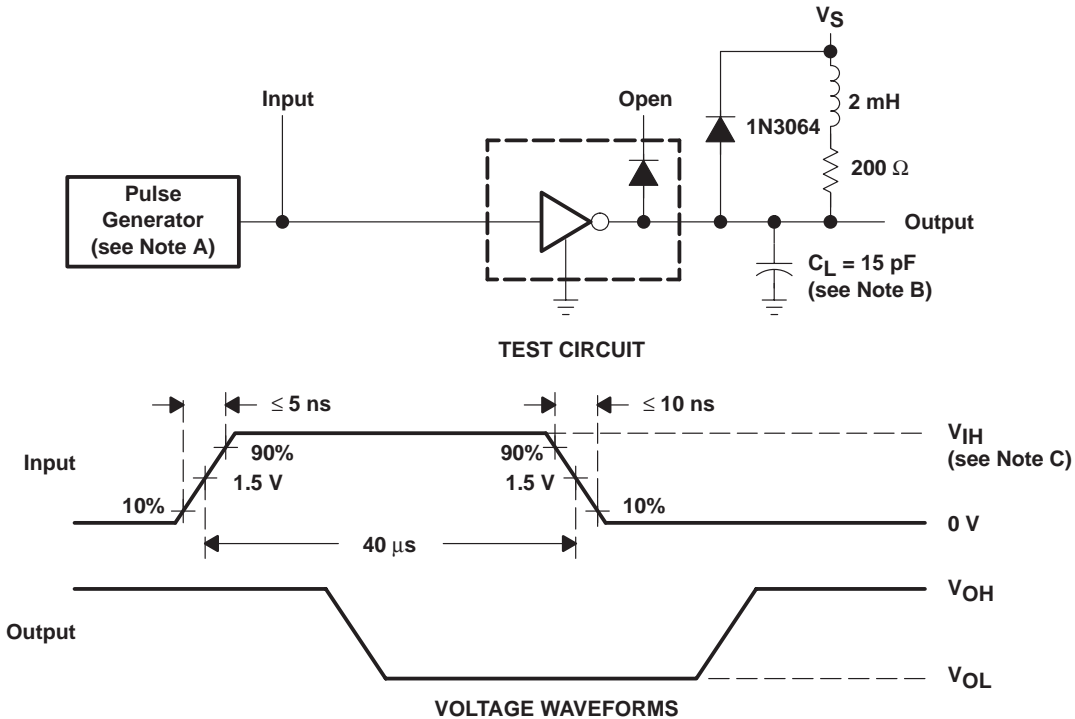 VS
Input
Open
2 mH
1N3064
200 Ω
Pulse
Generator
(see Note A)
Output
CL = 15 pF
(see Note B)
TEST CIRCUIT
≤ 5 ns
≤ 10 ns
VIH
(see Note C)
Input
90%
90%
1.5 V
1.5 V
10%
10%
0 V
40 μs
VOH
Output
VOL
VOLTAGE WAVEFORMS